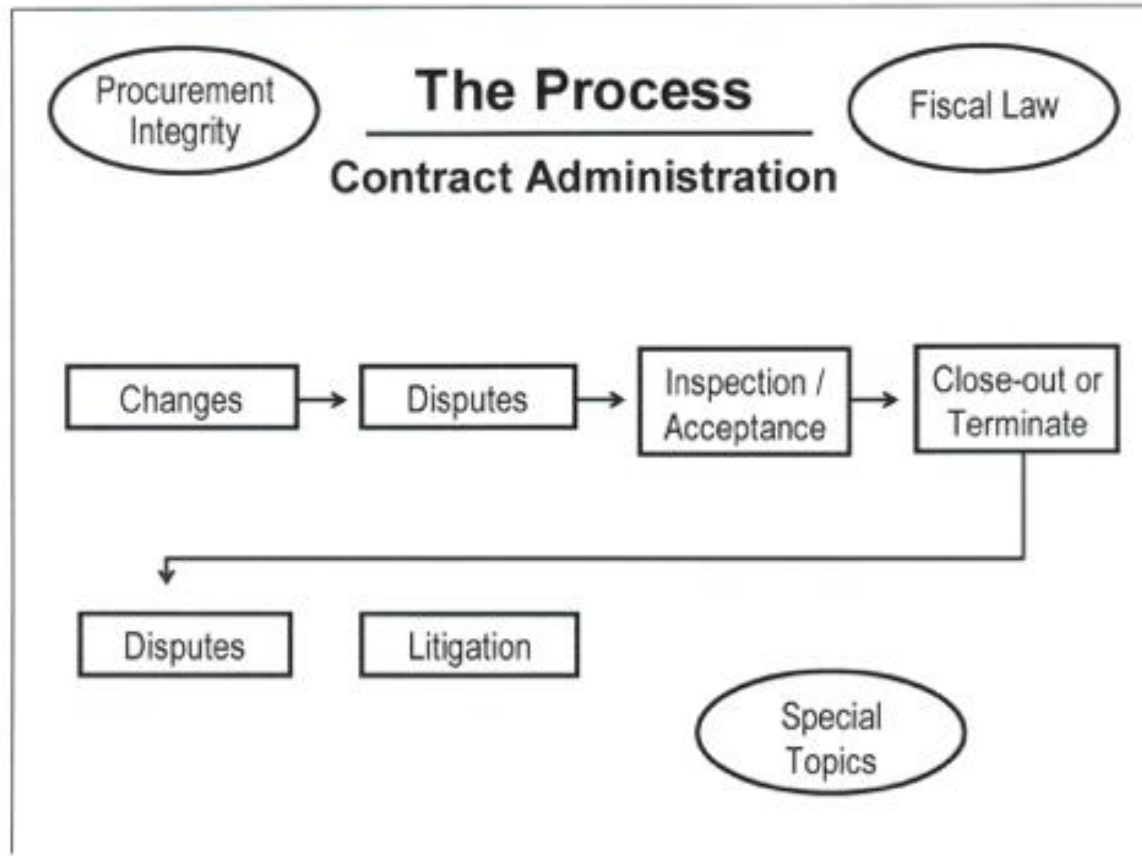 Procurement
Integrity
The Process
Fiscal Law
Contract Administration
Changes
Disputes
Inspection /
Acceptance
Close-out or
Terminate
Disputes
Litigation
Special
Topics